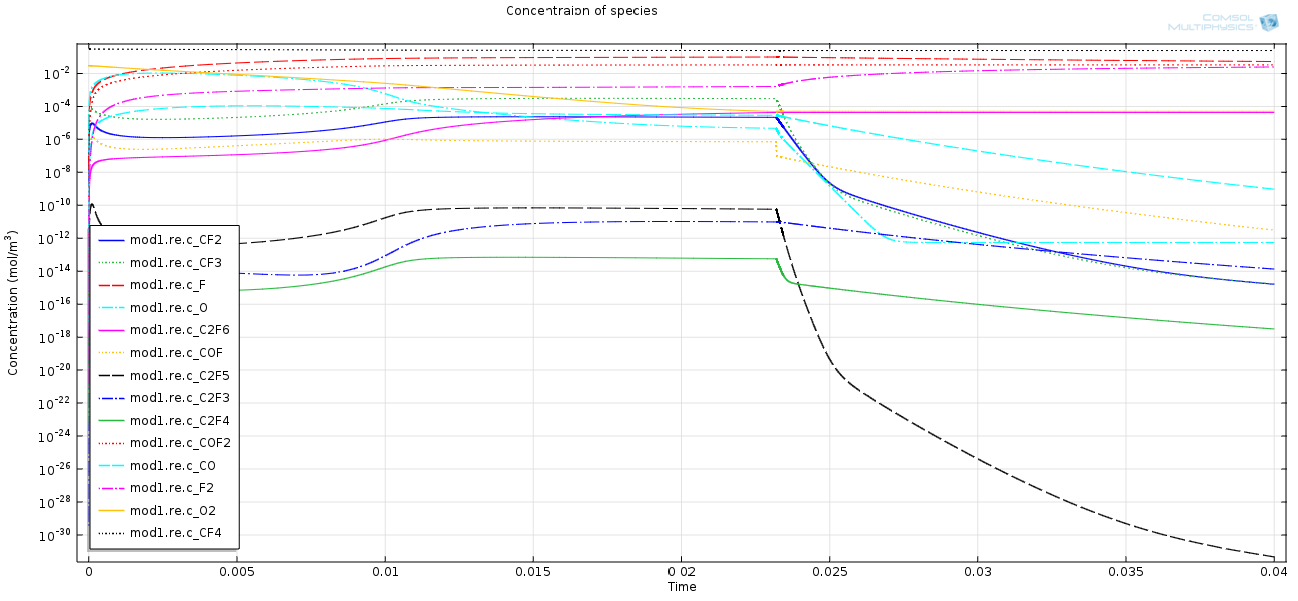 Concentraion of species
COMSOL
MULTIPHYSICS
Concentration (mol/m³)
10⁻²
10⁻⁴
10⁻⁶
10⁻⁸
10⁻¹⁰
10⁻¹²
10⁻¹⁴
10⁻¹⁶
10⁻¹⁸
10⁻²⁰
10⁻²²
10⁻²⁴
10⁻²⁶
10⁻²⁸
10⁻³⁰
mod1.re.c_CF2
mod1.re.c_CF3
mod1.re.c_F
mod1.re.c_O
mod1.re.c_C2F6
mod1.re.c_COF
mod1.re.c_C2F5
mod1.re.c_C2F3
mod1.re.c_C2F4
mod1.re.c_COF2
mod1.re.c_CO
mod1.re.c_F2
mod1.re.c_O2
mod1.re.c_CF4
0 0.005 0.01 0.015 0.02 0.025 0.03 0.035 0.04
Time